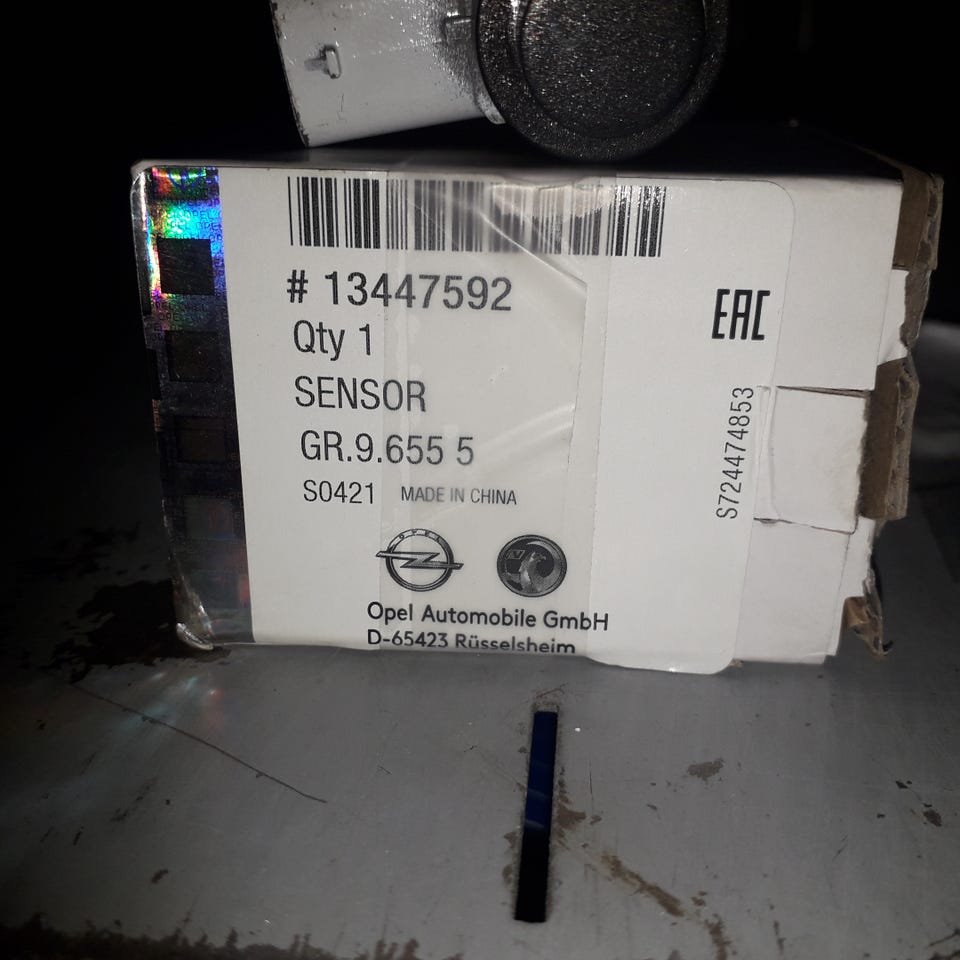 # 13447592
Qty 1
SENSOR
GR.9.655 5
S0421 MADE IN CHINA
OPEL
Opel Automobile GmbH
D-65423 Rüsselsheim
EAC
S724474853